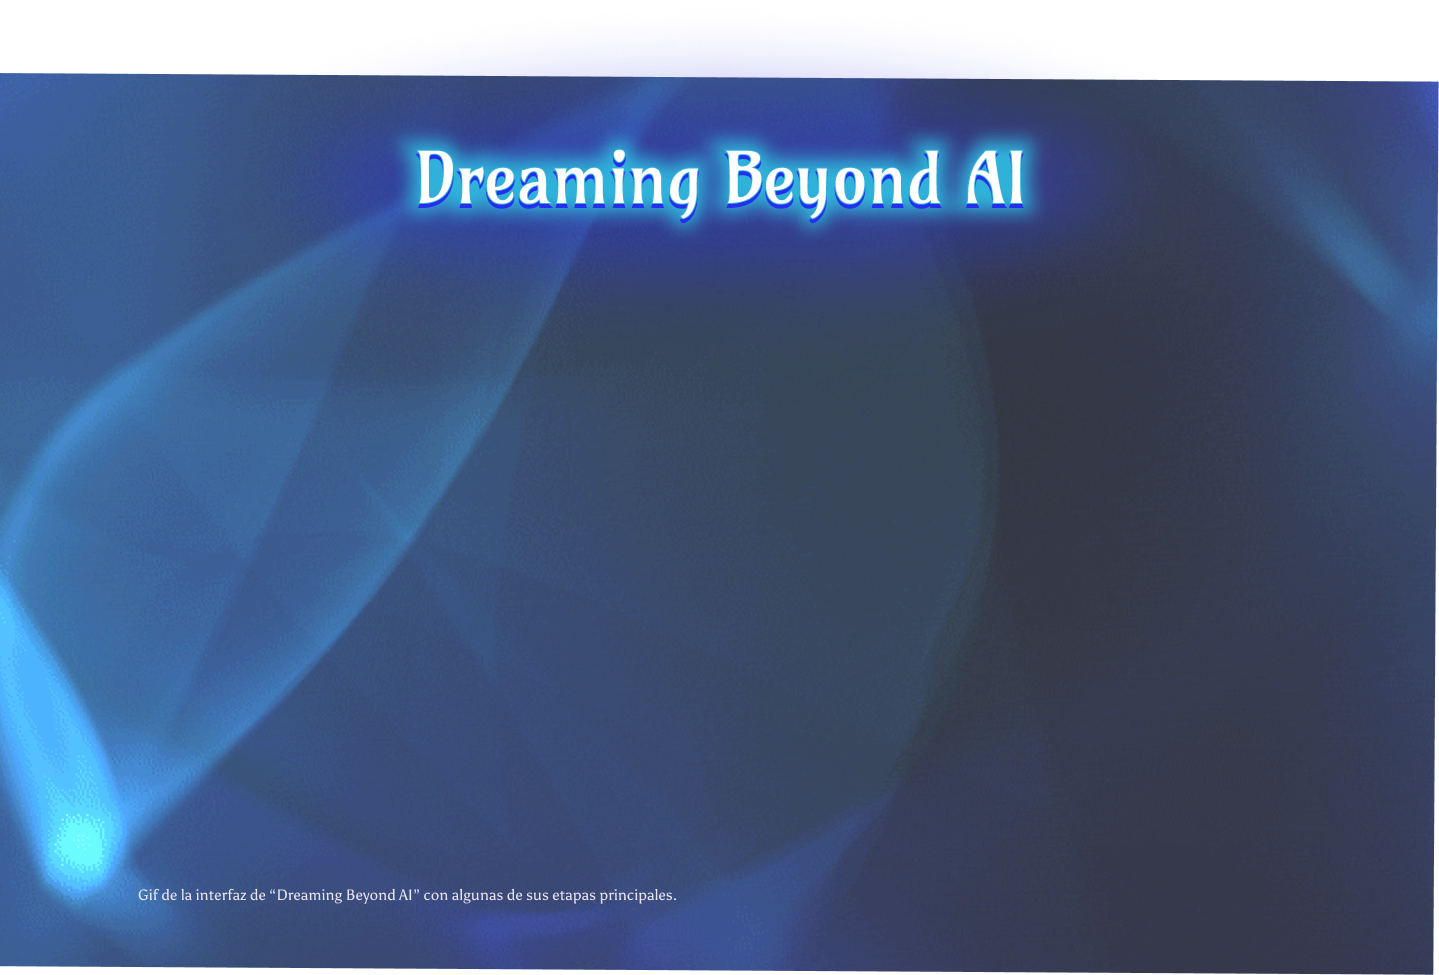 Dreaming Beyond AI
Gif de la interfaz de “Dreaming Beyond AI” con algunas de sus etapas principales.